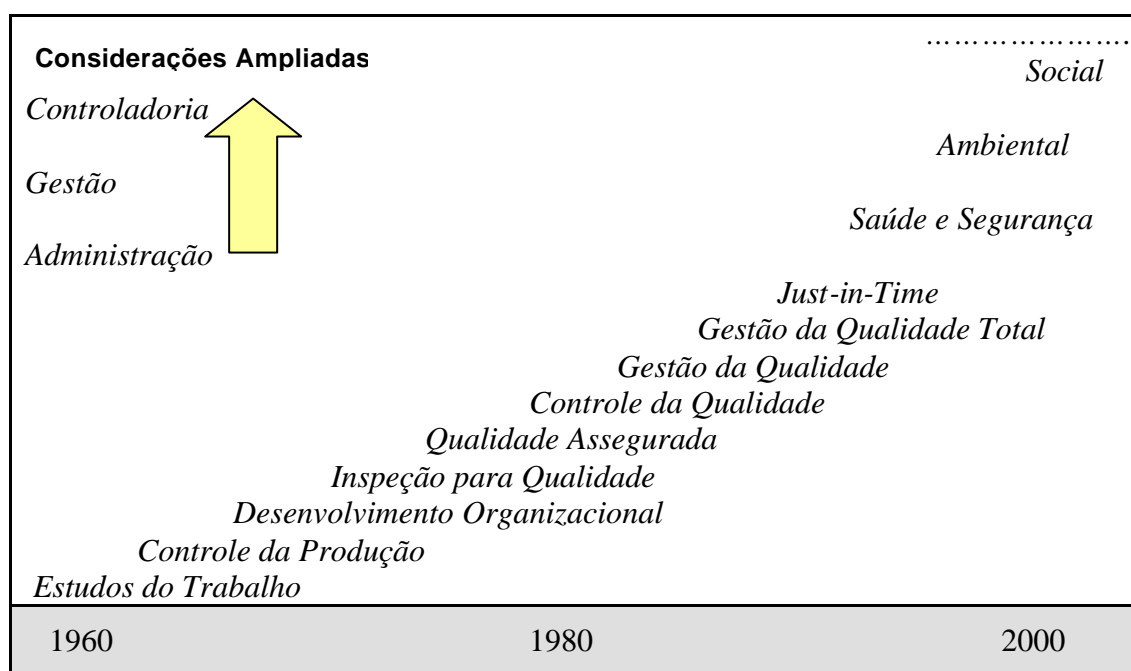 …………………….
Considerações Ampliadas
Social
Controladoria
Ambiental
Gestão
Saúde e Segurança
Administração
Just-in-Time
Gestão da Qualidade Total
Gestão da Qualidade
Controle da Qualidade
Qualidade Assegurada
Inspeção para Qualidade
Desenvolvimento Organizacional
Controle da Produção
Estudos do Trabalho
1960 1980 2000